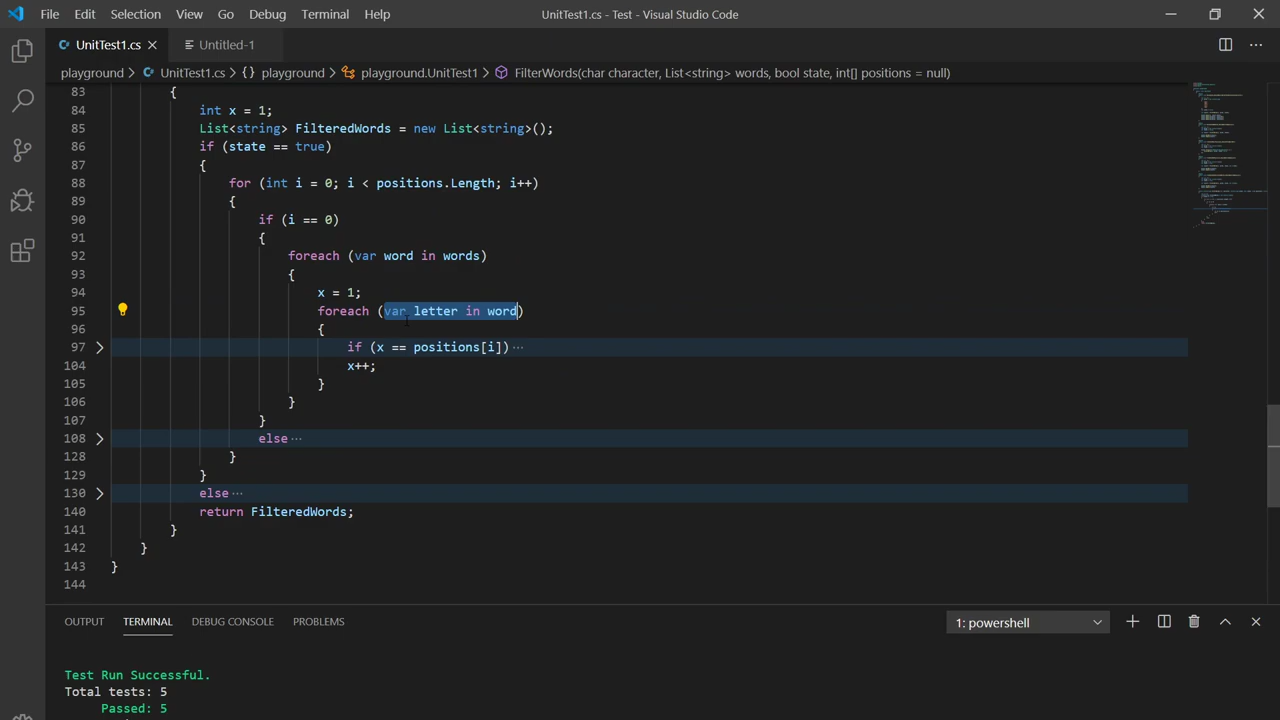 File Edit Selection View Go Debug Terminal Help UnitTest1.cs - Test - Visual Studio Code
UnitTest1.cs Untitled-1
playground > UnitTest1.cs > {} playground > playground.UnitTest1 > FilterWords(char character, List<string> words, bool state, int[] positions = null)
83 {
84 int x = 1;
85 List<string> FilteredWords = new List<string>();
86 if (state == true)
87 {
88 for (int i = 0; i < positions.Length; i++)
89 {
90 if (i == 0)
91 {
92 foreach (var word in words)
93 {
94 x = 1;
95 foreach (var letter in word)
96 {
97 if (x == positions[i])···
104 x++;
105 }
106 }
107 }
108 else···
128 }
129 }
130 else···
140 return FilteredWords;
141 }
142 }
143 }
144
OUTPUT TERMINAL DEBUG CONSOLE PROBLEMS 1: powershell
Test Run Successful.
Total tests: 5
Passed: 5